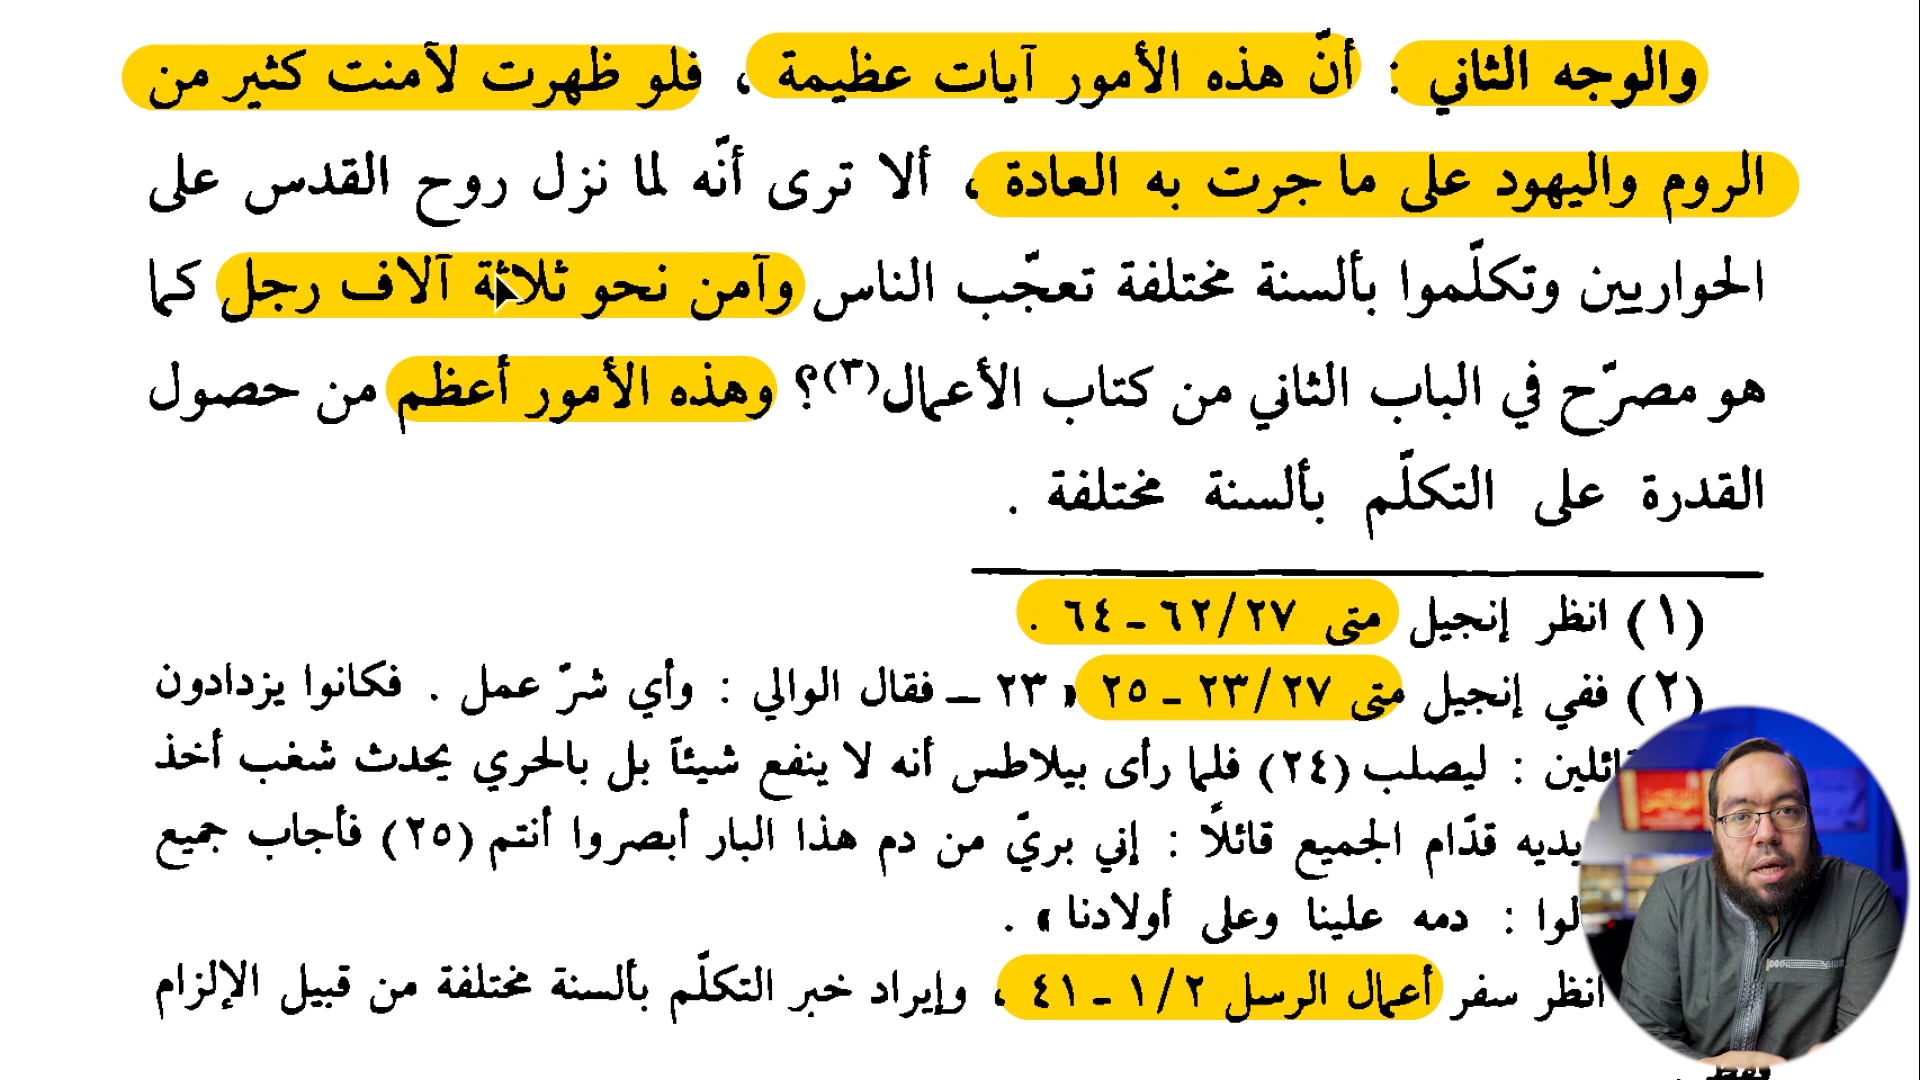 والوجه الثاني : أنّ هذه الأمور آيات عظيمة ، فلو ظهرت لآمنت كثير من
الروم واليهود على ما جرت به العادة ، ألا ترى أنّه لما نزل روح القدس على
الحواريين وتكلّموا بألسنة مختلفة تعجّب الناس وآمن نحو ثلاثة آلاف رجل كما
هو مصرّح في الباب الثاني من كتاب الأعمال(٣)؟ وهذه الأمور أعظم من حصول
القدرة على التكلّم بألسنة مختلفة .
(١) انظر إنجيل متى ٢٧/ ٦٢ ـ ٦٤ .
(٢) ففي إنجيل متى ٢٧/ ٢٣ ـ ٢٥ « ٢٣ ــ فقال الوالي : وأي شرّ عمل . فكانوا يزدادون
ائلين : ليصلب (٢٤) فلما رأى بيلاطس أنه لا ينفع شيئاً بل بالحري يحدث شغب أخذ
يديه قدّام الجميع قائلًا : إني بريّ من دم هذا البار أبصروا أنتم (٢٥) فأجاب جميع
لوا : دمه علينا وعلى أولادنا » .
انظر سفر أعمال الرسل ٢/ ١ ـ ٤١ ، وإيراد خبر التكلّم بألسنة مختلفة من قبيل الإلزام